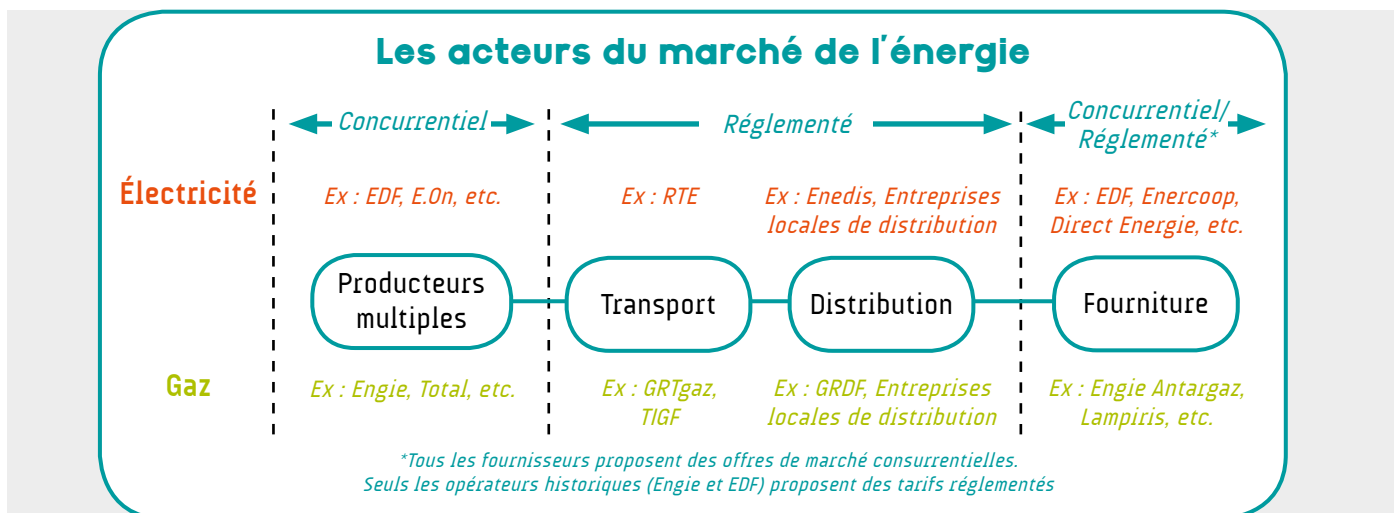 Les acteurs du marché de l'énergie
Concurrentiel
Réglementé
Concurrentiel/
Réglementé*
Électricité
Ex : EDF, E.On, etc.
Ex : RTE
Ex : Enedis, Entreprises
locales de distribution
Ex : EDF, Enercoop,
Direct Energie, etc.
Producteurs
multiples
Transport
Distribution
Fourniture
Gaz
Ex : Engie, Total, etc.
Ex : GRTgaz,
TIGF
Ex : GRDF, Entreprises
locales de distribution
Ex : Engie Antargaz,
Lampiris, etc.
*Tous les fournisseurs proposent des offres de marché consurrentielles.
Seuls les opérateurs historiques (Engie et EDF) proposent des tarifs réglementés